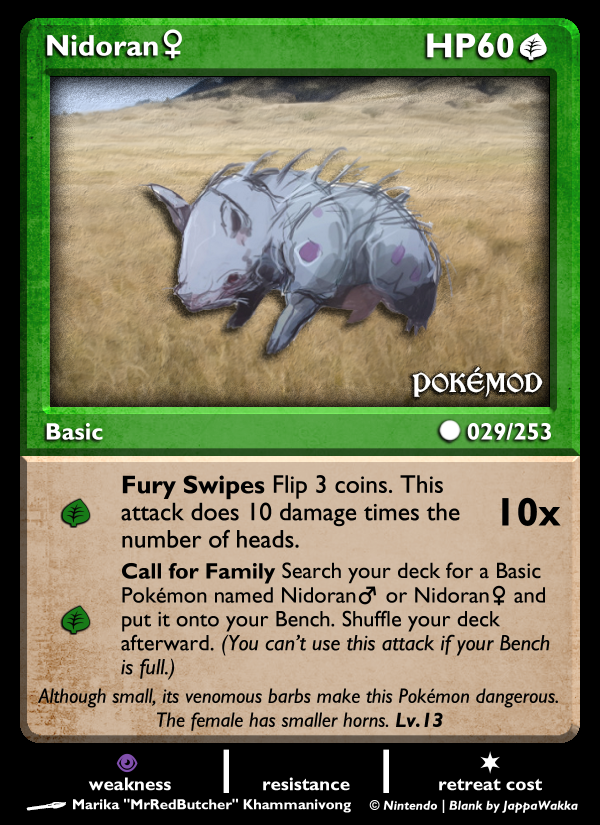 Nidoran♀ HP60
POKÉMOD
Basic 029/253
Fury Swipes Flip 3 coins. This
attack does 10 damage times the
number of heads.
10x
Call for Family Search your deck for a Basic
Pokémon named Nidoran♂ or Nidoran♀ and
put it onto your Bench. Shuffle your deck
afterward. (You can't use this attack if your Bench
is full.)
Although small, its venomous barbs make this Pokémon dangerous.
The female has smaller horns. Lv.13
weakness resistance retreat cost
Marika "MrRedButcher" Khammanivong © Nintendo | Blank by JappaWakka